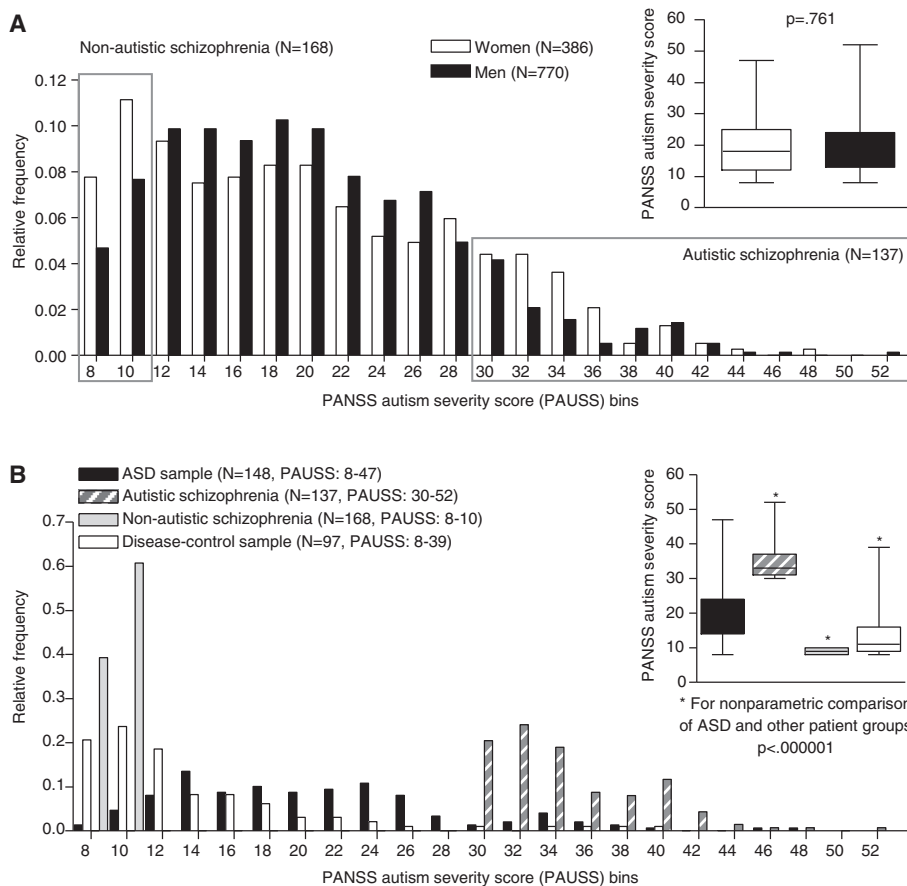 A
Non-autistic schizophrenia (N=168)
Women (N=386)
Men (N=770)
Relative frequency
0.12
0.10
0.08
0.06
0.04
0.02
0.00
8 10 12 14 16 18 20 22 24 26 28 30 32 34 36 38 40 42 44 46 48 50 52
PANSS autism severity score (PAUSS) bins
Autistic schizophrenia (N=137)
p=.761
PANSS autism severity score
60
50
40
30
20
10
0
B
ASD sample (N=148, PAUSS: 8-47)
Autistic schizophrenia (N=137, PAUSS: 30-52)
Non-autistic schizophrenia (N=168, PAUSS: 8-10)
Disease-control sample (N=97, PAUSS: 8-39)
Relative frequency
0.7
0.6
0.5
0.4
0.3
0.2
0.1
0.0
8 10 12 14 16 18 20 22 24 26 28 30 32 34 36 38 40 42 44 46 48 50 52
PANSS autism severity score (PAUSS) bins
PANSS autism severity score
60
50
40
30
20
10
0
*
*
*
* For nonparametric comparison
of ASD and other patient groups
p<.000001